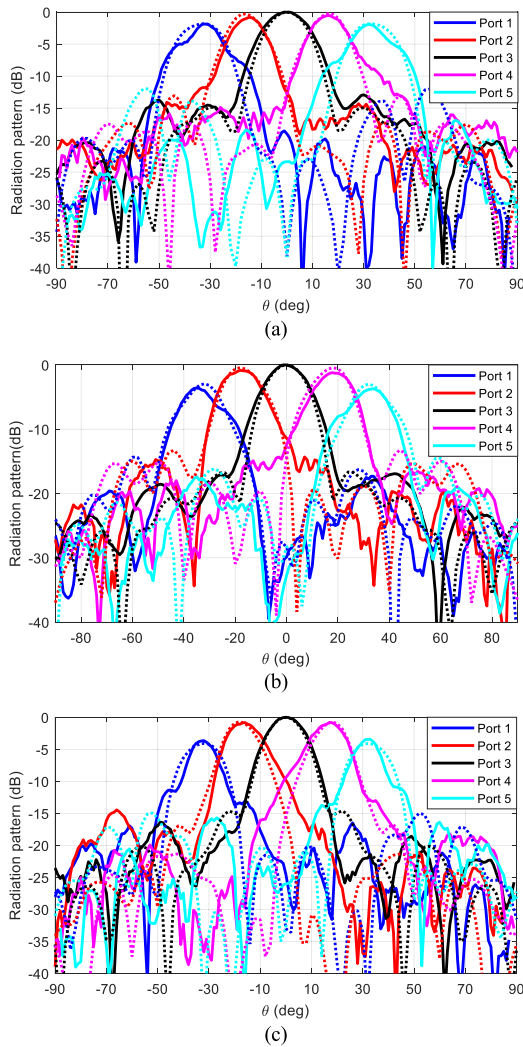 0
-5
-10
-15
-20
-25
-30
-35
-40
Radiation pattern (dB)
Port 1
Port 2
Port 3
Port 4
Port 5
-90 -70 -50 -30 -10 10 30 50 70 90
θ (deg)
(a)
0
-10
-20
-30
-40
Radiation pattern(dB)
Port 1
Port 2
Port 3
Port 4
Port 5
-80 -60 -40 -20 0 20 40 60 80
θ (deg)
(b)
0
-5
-10
-15
-20
-25
-30
-35
-40
Radiation pattern (dB)
Port 1
Port 2
Port 3
Port 4
Port 5
-90 -70 -50 -30 -10 10 30 50 70 90
θ (deg)
(c)